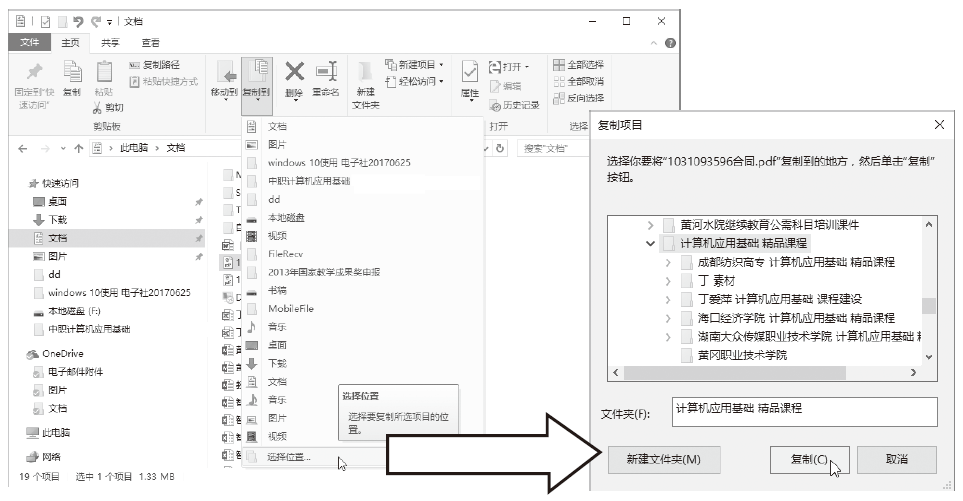 文档
文件 主页 共享 查看
固定到"快速访问"
复制
粘贴
复制路径
粘贴快捷方式
剪切
剪贴板
移动到
复制到
删除
重命名
新建
文件夹
新建项目
轻松访问
属性
打开
编辑
历史记录
打开
全部选择
全部取消
反向选择
选择
此电脑 > 文档
搜索"文档"
快速访问
桌面
下载
文档
图片
dd
windows 10使用 电子社20170625
本地磁盘 (F:)
中职计算机应用基础
OneDrive
电子邮件附件
图片
文档
此电脑
网络
19 个项目 选中 1 个项目 1.33 MB
文档
图片
windows 10使用 电子社20170625
中职计算机应用基础
dd
本地磁盘
视频
FileRecv
2013年国家教学成果奖申报
书稿
MobileFile
音乐
桌面
下载
文档
音乐
图片
视频
选择位置...
选择位置
选择要复制所选项目的位
置。
复制项目
选择你要将"1031093596合同.pdf"复制到的地方,然后单击"复制"
按钮。
黄河水院继续教育公需科目培训课件
计算机应用基础 精品课程
成都纺织高专 计算机应用基础 精品课程
丁 素材
丁爱萍 计算机应用基础 课程建设
海口经济学院 计算机应用基础 精品课程
湖南大众传媒职业技术学院 计算机应用基础
黄冈职业技术学院
文件夹(F):
计算机应用基础 精品课程
新建文件夹(M)
复制(C)
取消